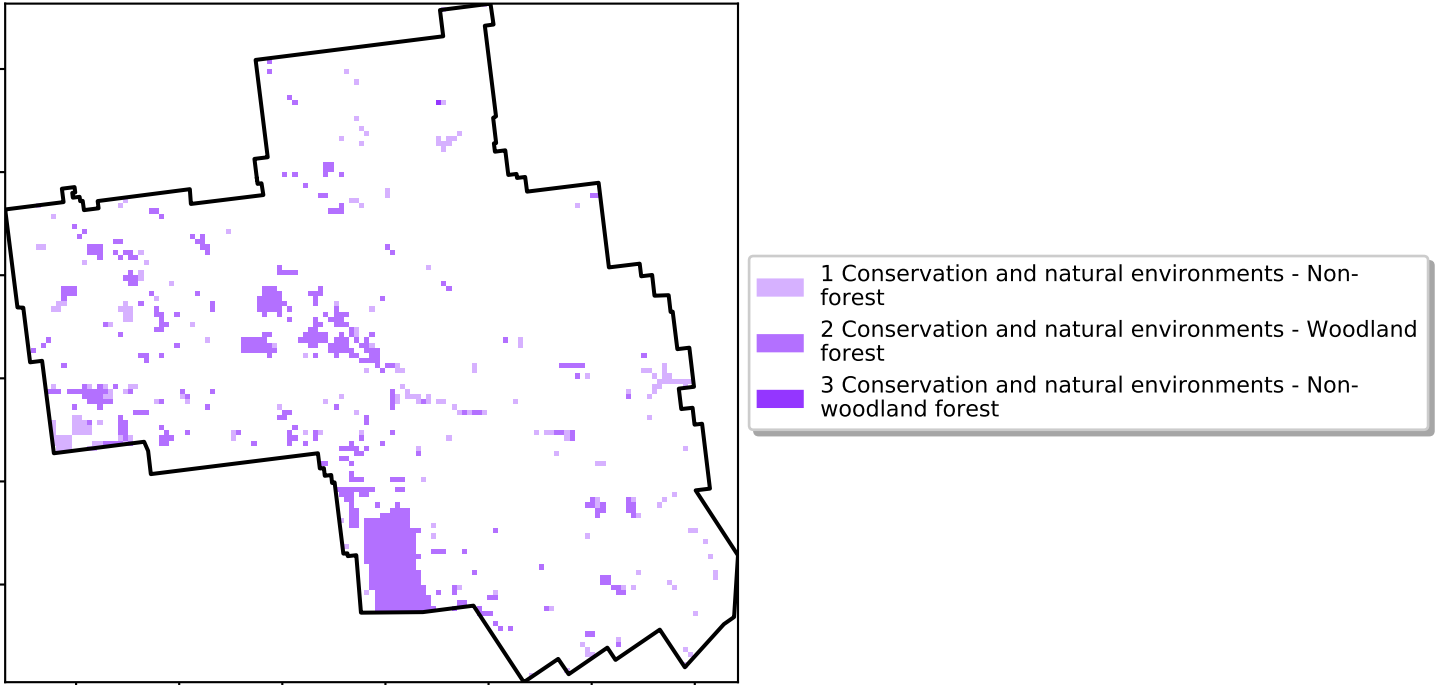 1 Conservation and natural environments - Non-
forest
2 Conservation and natural environments - Woodland
forest
3 Conservation and natural environments - Non-
woodland forest